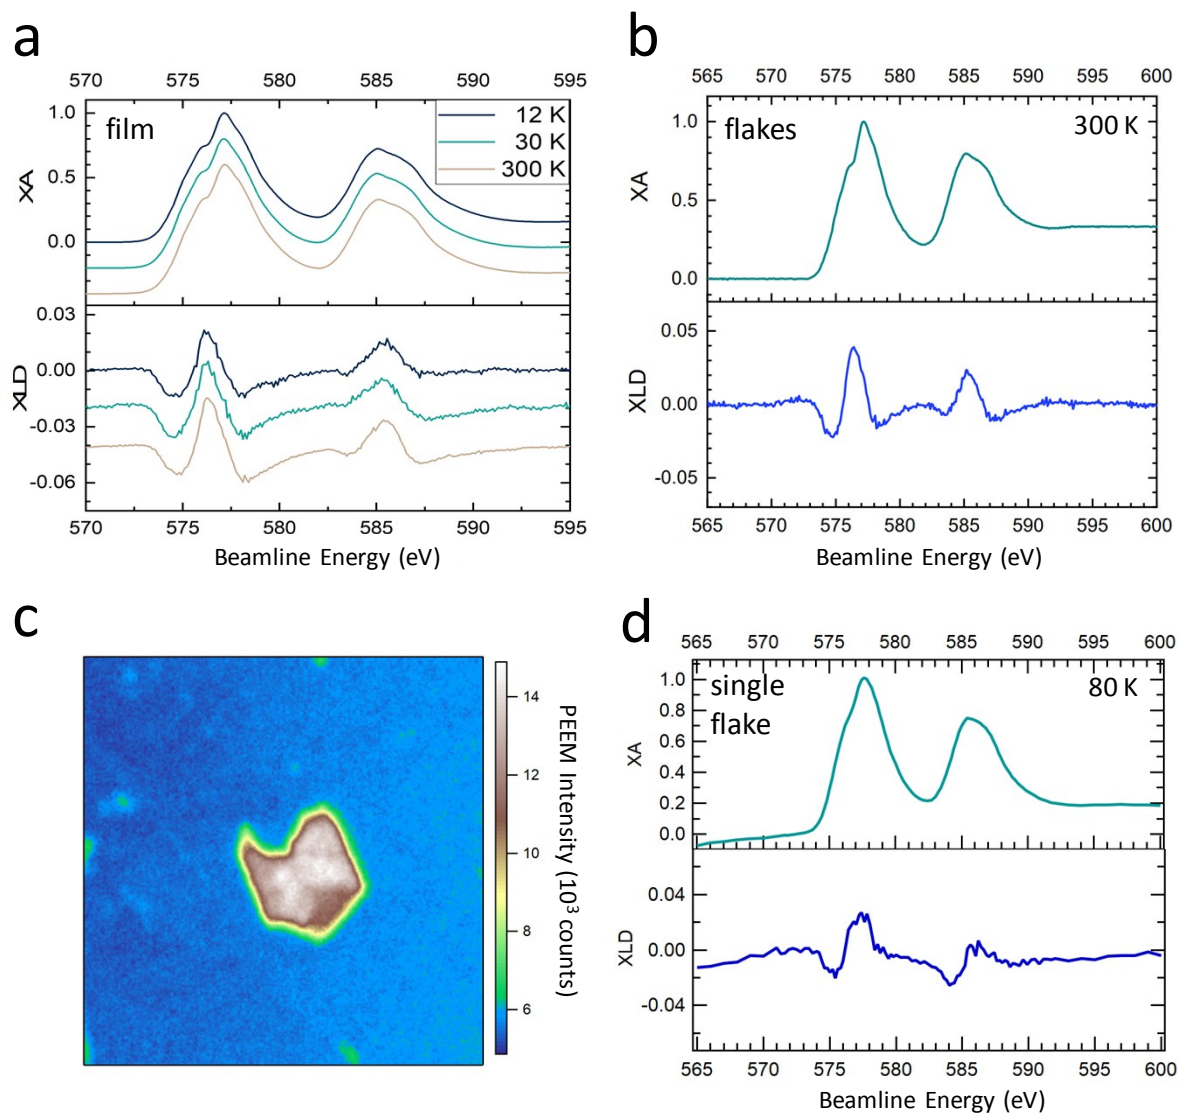 a
570 575 580 585 590 595
film
12 K
30 K
300 K
1.0
0.5
0.0
XA
0.03
0.00
-0.03
-0.06
XLD
570 575 580 585 590 595
Beamline Energy (eV)
b
565 570 575 580 585 590 595 600
flakes
300 K
1.0
0.5
0.0
XA
0.05
0.00
-0.05
XLD
565 570 575 580 585 590 595 600
Beamline Energy (eV)
c
14
12
10
8
6
PEEM Intensity (10³ counts)
d
565 570 575 580 585 590 595 600
single
flake
80 K
1.0
0.8
0.6
0.4
0.2
0.0
XA
0.04
0.00
-0.04
XLD
565 570 575 580 585 590 595 600
Beamline Energy (eV)